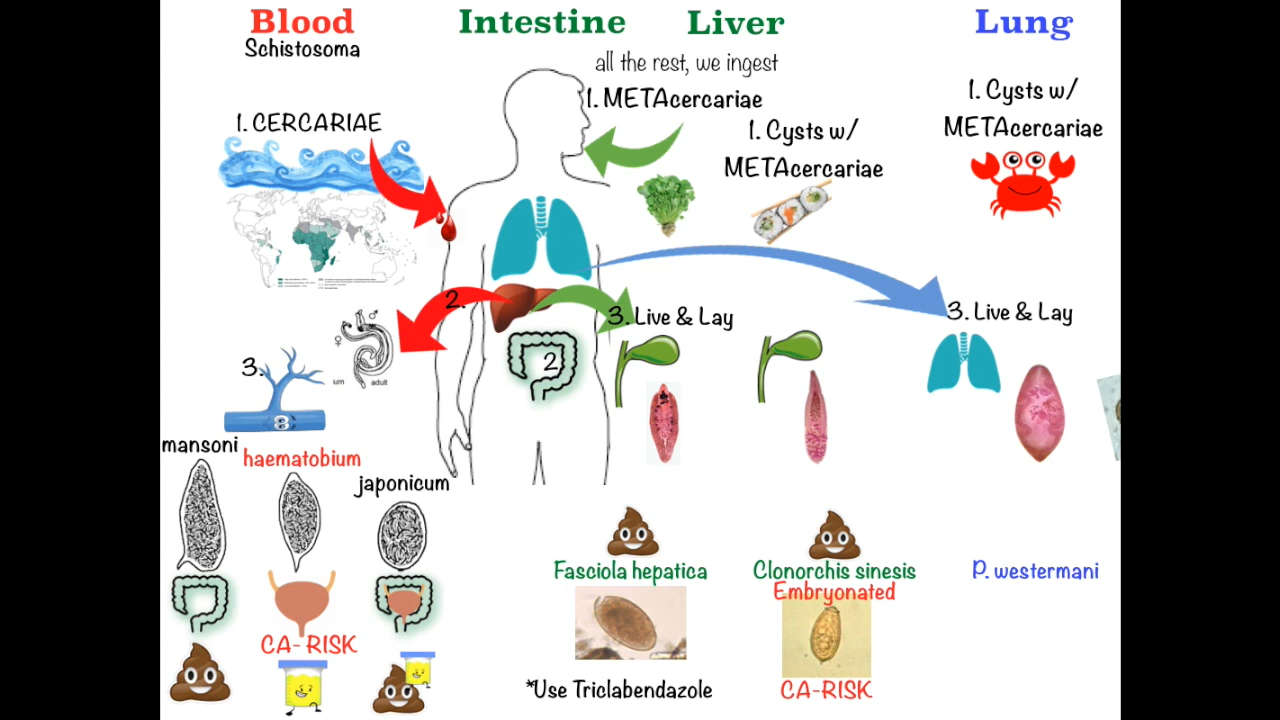 Blood
Schistosoma
Intestine
Liver
Lung
all the rest, we ingest
1. CERCARIAE
1. METAcercariae
1. Cysts w/
METAcercariae
1. Cysts w/
METAcercariae
2.
2
3. Live & Lay
3. Live & Lay
3.
♂
♀
um
adult
mansoni
haematobium
japonicum
CA-RISK
Fasciola hepatica
*Use Triclabendazole
Clonorchis sinesis
Embryonated
CA-RISK
P. westermani